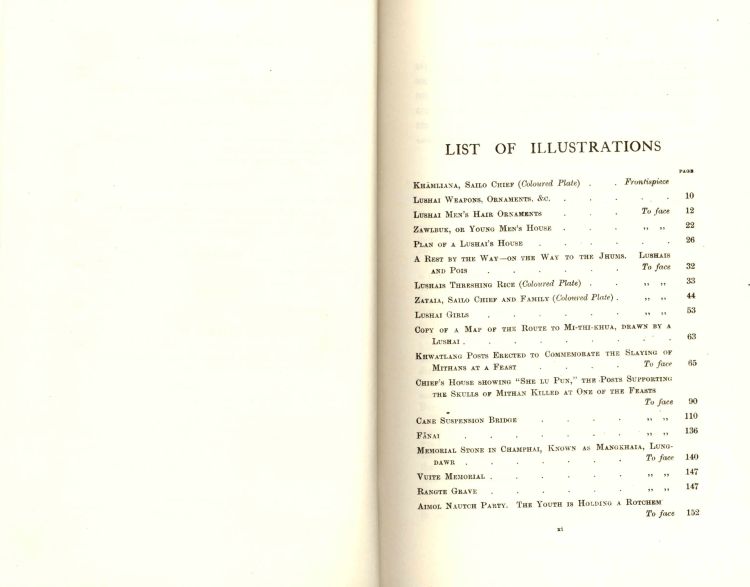 LIST OF ILLUSTRATIONS
PAGE
Khāmliana, Sailo Chief (Coloured Plate) . . Frontispiece
Lushai Weapons, Ornaments, &c. . . . . . 10
Lushai Men's Hair Ornaments . . . To face 12
Zawlbuk, or Young Men's House . . . ,, ,, 22
Plan of a Lushai's House . . . . . . 26
A Rest by the Way—on the Way to the Jhums. Lushais
and Pois . . . . . . To face 32
Lushais Threshing Rice (Coloured Plate) . . ,, ,, 33
Zataia, Sailo Chief and Family (Coloured Plate) . ,, ,, 44
Lushai Girls . . . . . . ,, ,, 53
Copy of a Map of the Route to Mi-thi-khua, drawn by a
Lushai . . . . . . . . . 63
Khwatlang Posts Erected to Commemorate the Slaying of
Mithans at a Feast . . . . To face 65
Chief's House showing "She lu Pun," the Posts Supporting
the Skulls of Mithan Killed at One of the Feasts
To face 90
Cane Suspension Bridge . . . . ,, ,, 110
Fānai . . . . . . . ,, ,, 136
Memorial Stone in Champhai, Known as Mangkhaia, Lung-
dawr . . . . . . . To face 140
Vuite Memorial . . . . . . ,, ,, 147
Rangte Grave . . . . . . ,, ,, 147
Aimol Nautch Party. The Youth is Holding a Rotchem
To face 152
xi